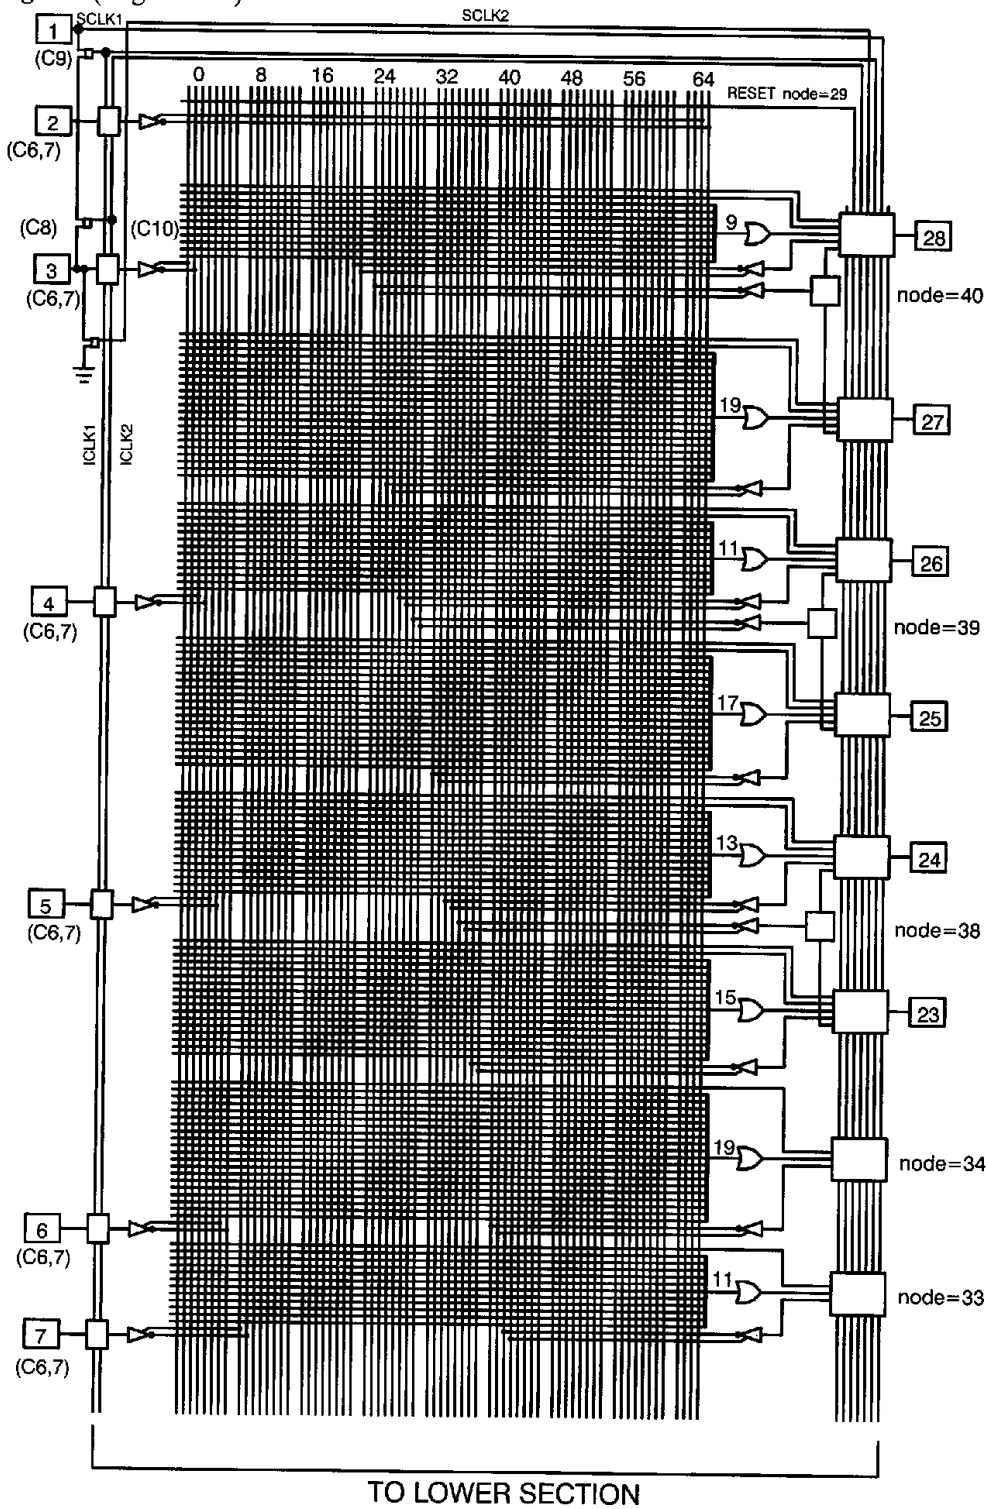 SCLK1 SCLK2
1
(C9)
0 8 16 24 32 40 48 56 64
RESET node=29
2
(C6,7)
(C8) (C10)
9
28
3
(C6,7)
node=40
19
27
ICLK1
ICLK2
11
26
4
(C6,7)
node=39
17
25
13
24
5
(C6,7)
node=38
15
23
19
node=34
6
(C6,7)
11
node=33
7
(C6,7)
TO LOWER SECTION